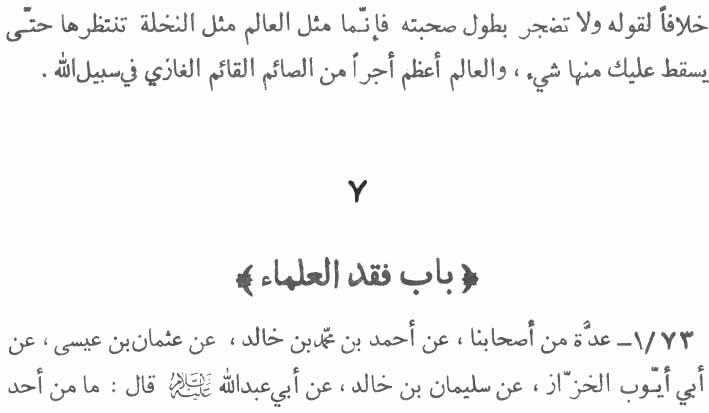 خلافاً لقوله ولا تضجر بطول صحبته فإنّما مثل العالم مثل النخلة تنتظرها حتّى
يسقط عليك منها شيء ، والعالم أعظم أجراً من الصائم القائم الغازي في سبيل الله .
٧
﴿ باب فقد العلماء ﴾
١/٧٣ـ عدَّة من أصحابنا ، عن أحمد بن محمّد بن خالد ، عن عثمان بن عيسى ، عن
أبي أيّوب الخزّاز ، عن سليمان بن خالد ، عن أبي عبدالله عليه السلام قال : ما من أحد